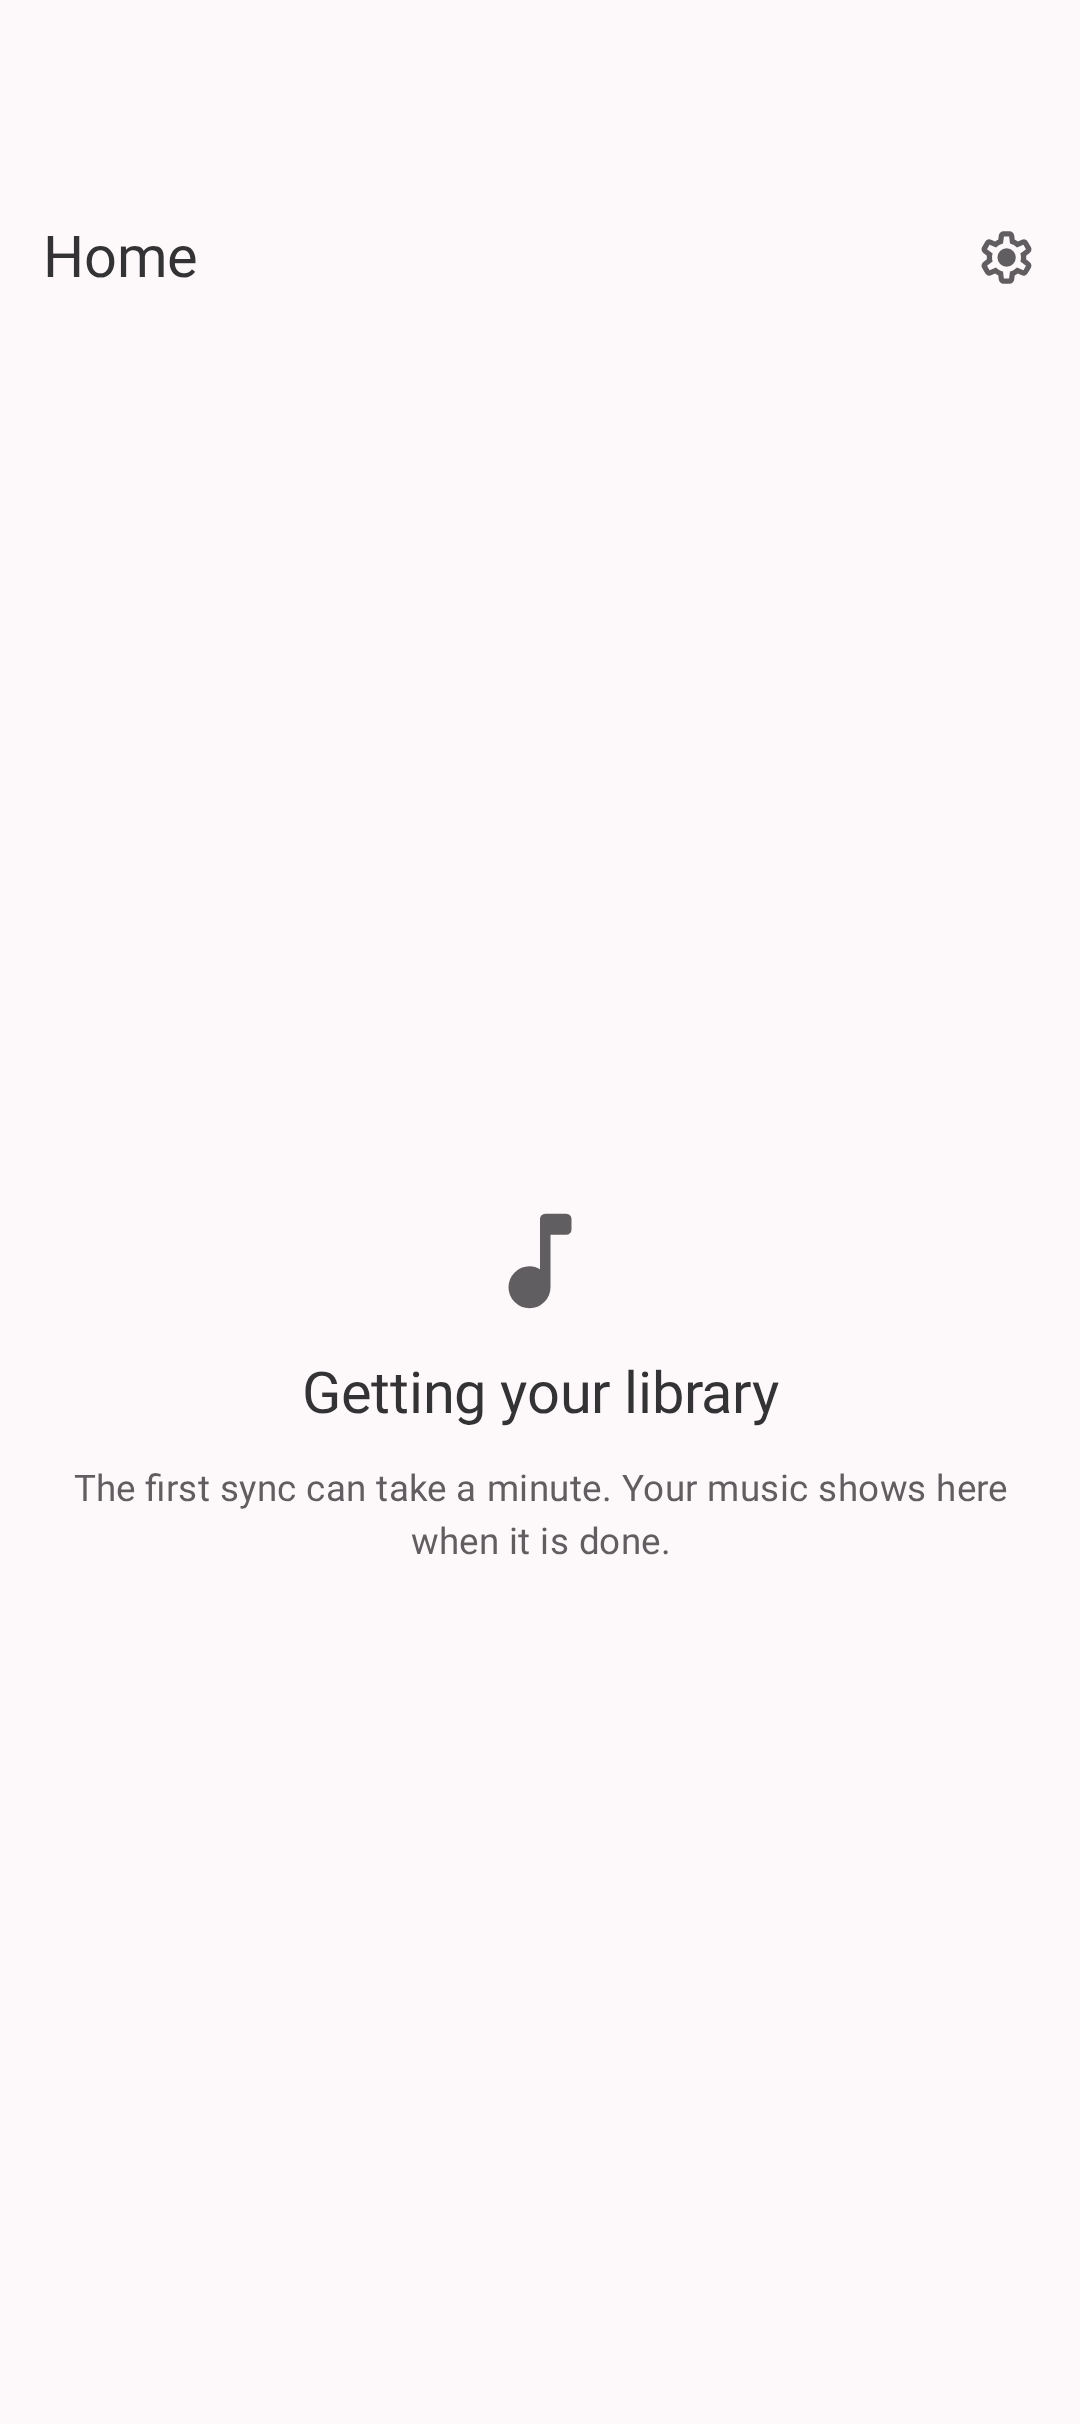 Home
Getting your library
The first sync can take a minute. Your music shows here
when it is done.